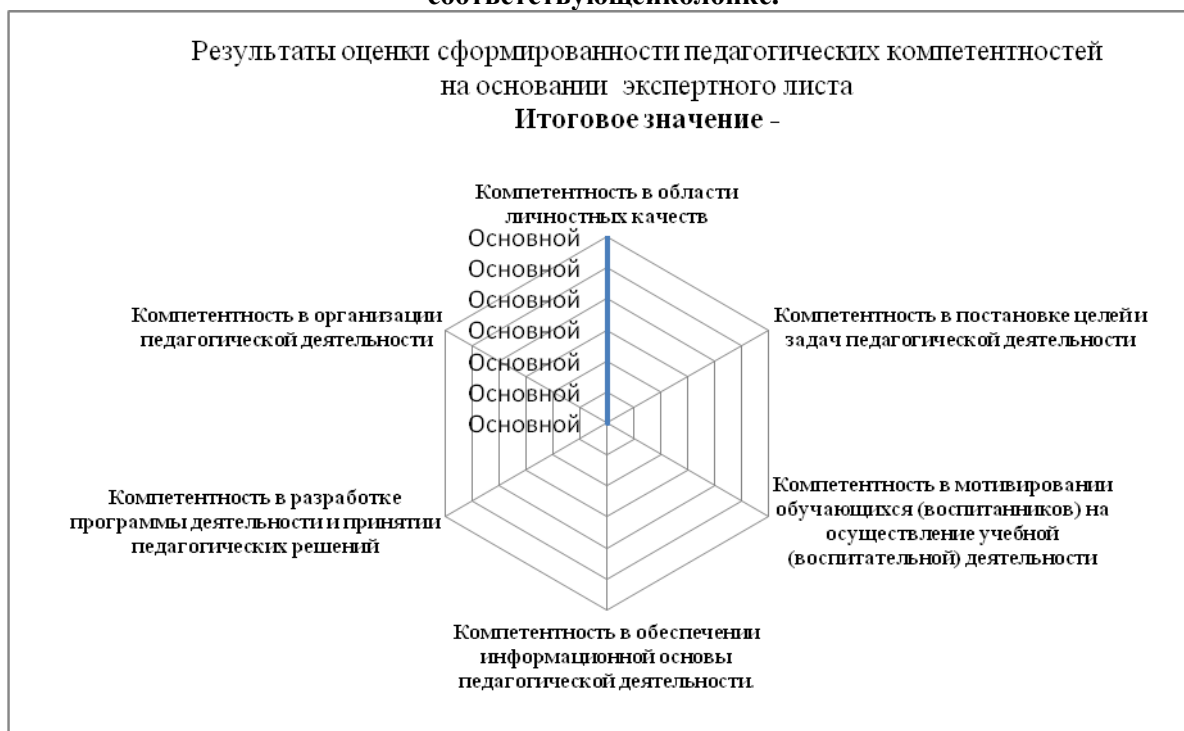 соответствующейколонке.
Результаты оценки сформированности педагогических компетентностей
на основании экспертного листа
Итоговое значение -
Компетентность в области
личностных качеств
Основной
Основной
Основной
Основной
Основной
Основной
Основной
Компетентность в постановке целей и
задач педагогической деятельности
Компетентность в мотивировании
обучающихся (воспитанников) на
осуществление учебной
(воспитательной) деятельности
Компетентность в обеспечении
информационной основы
педагогической деятельности.
Компетентность в разработке
программы деятельности и принятии
педагогических решений
Компетентность в организации
педагогической деятельности